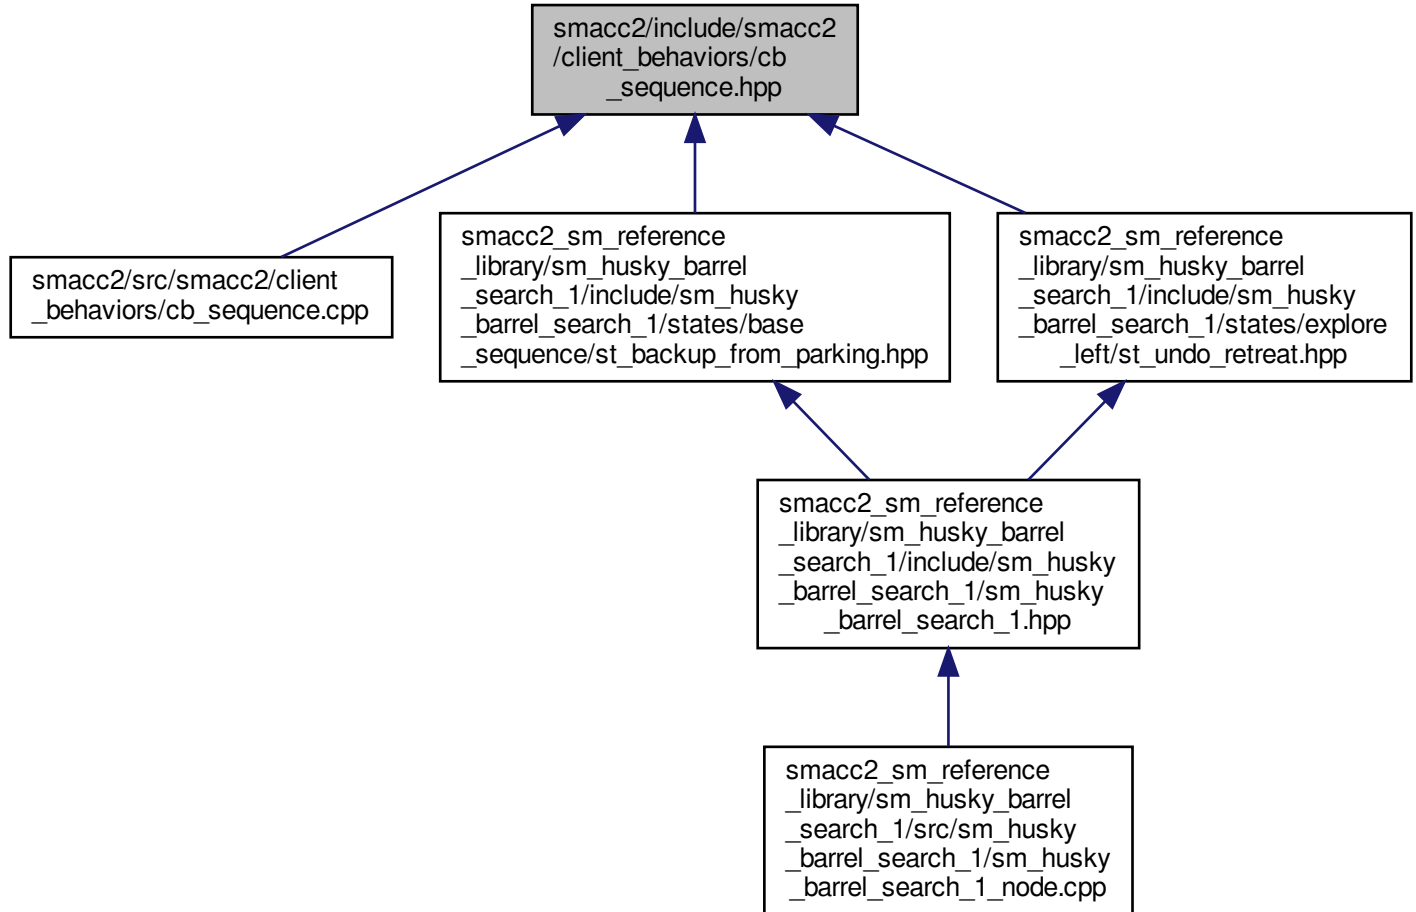 smacc2/include/smacc2
/client_behaviors/cb
_sequence.hpp
smacc2/src/smacc2/client
_behaviors/cb_sequence.cpp
smacc2_sm_reference
_library/sm_husky_barrel
_search_1/include/sm_husky
_barrel_search_1/states/base
_sequence/st_backup_from_parking.hpp
smacc2_sm_reference
_library/sm_husky_barrel
_search_1/include/sm_husky
_barrel_search_1/states/explore
_left/st_undo_retreat.hpp
smacc2_sm_reference
_library/sm_husky_barrel
_search_1/include/sm_husky
_barrel_search_1/sm_husky
_barrel_search_1.hpp
smacc2_sm_reference
_library/sm_husky_barrel
_search_1/src/sm_husky
_barrel_search_1/sm_husky
_barrel_search_1_node.cpp